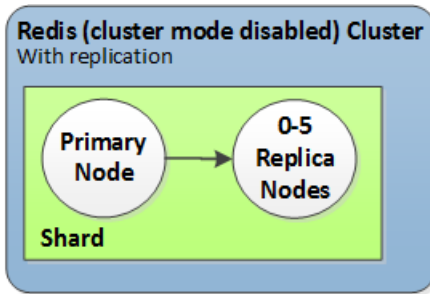 Redis (cluster mode disabled) Cluster
With replication
Primary
Node
0-5
Replica
Nodes
Shard